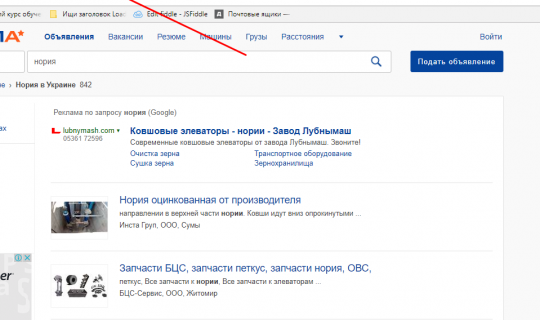 ий курс обуче
Ищи заголовок Loa
Edit Fiddle - JSFiddle
Почтовые ящики —
А*
Объявления Вакансии Резюме Машины Грузы Расстояния Войти
нория Подать объявление
е › Нория в Украине 842
ах
Реклама по запросу нория (Google)
lubnymash.com
05361 72596
Ковшовые элеваторы - нории - Завод Лубнымаш
Современные ковшовые элеваторы от завода Лубнымаш. Звоните!
Очистка зерна Транспортное оборудование
Сушка зерна Зернохранилища
Нория оцинкованная от производителя
направлении в верхней части нории. Ковши идут вниз опрокинутыми ...
Инста Груп, ООО, Сумы
er
Запчасти БЦС, запчасти петкус, запчасти нория, ОВС,
петкус, Все запчасти к нории, Все запчасти к элеваторам ...
БЦС-Сервис, ООО, Житомир